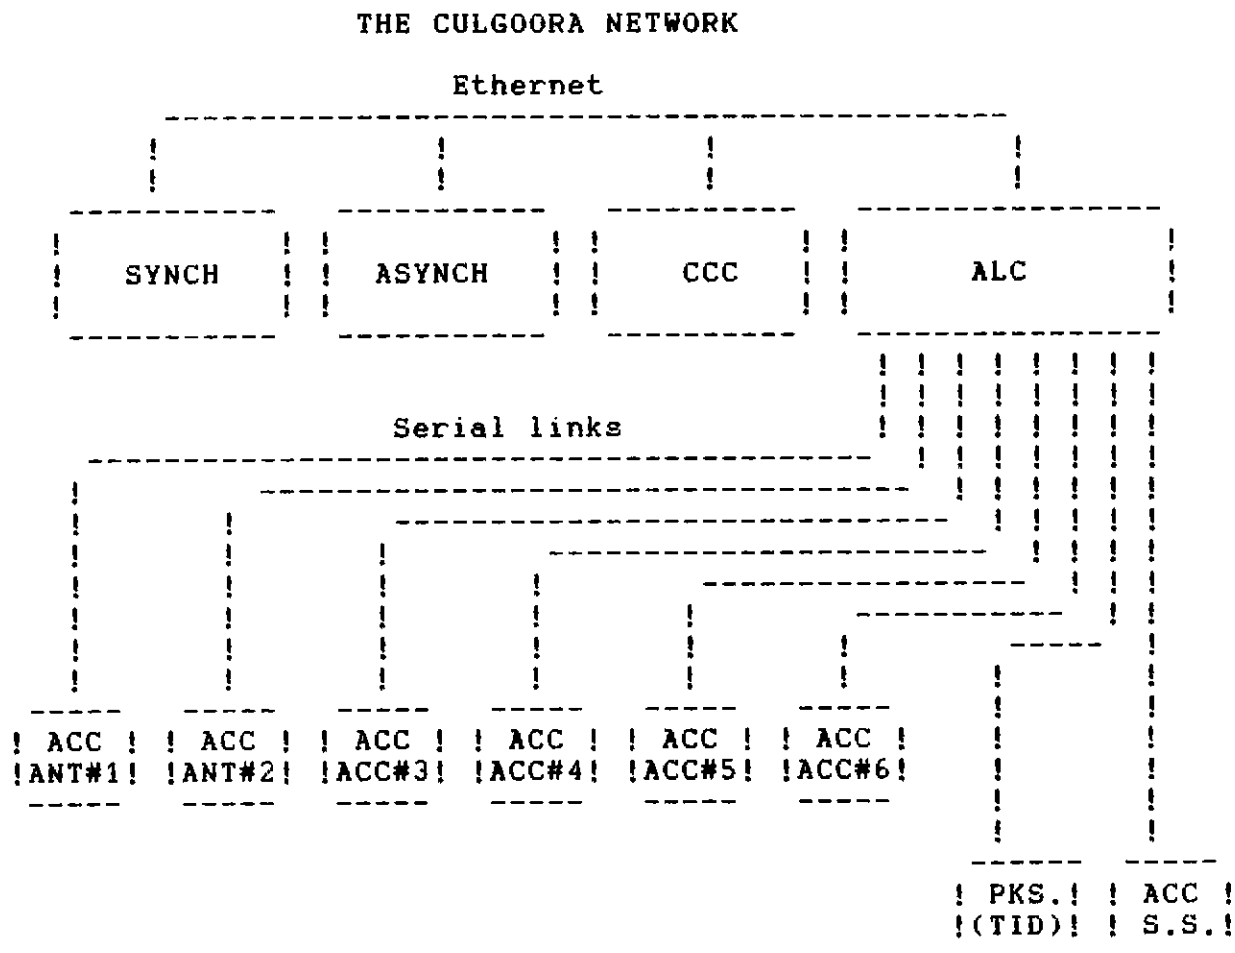 THE CULGOORA NETWORK
Ethernet
SYNCH ASYNCH CCC ALC
Serial links
ACC ACC ACC ACC ACC ACC
ANT#1 ANT#2 ACC#3 ACC#4 ACC#5 ACC#6
PKS. ACC
(TID) S.S.